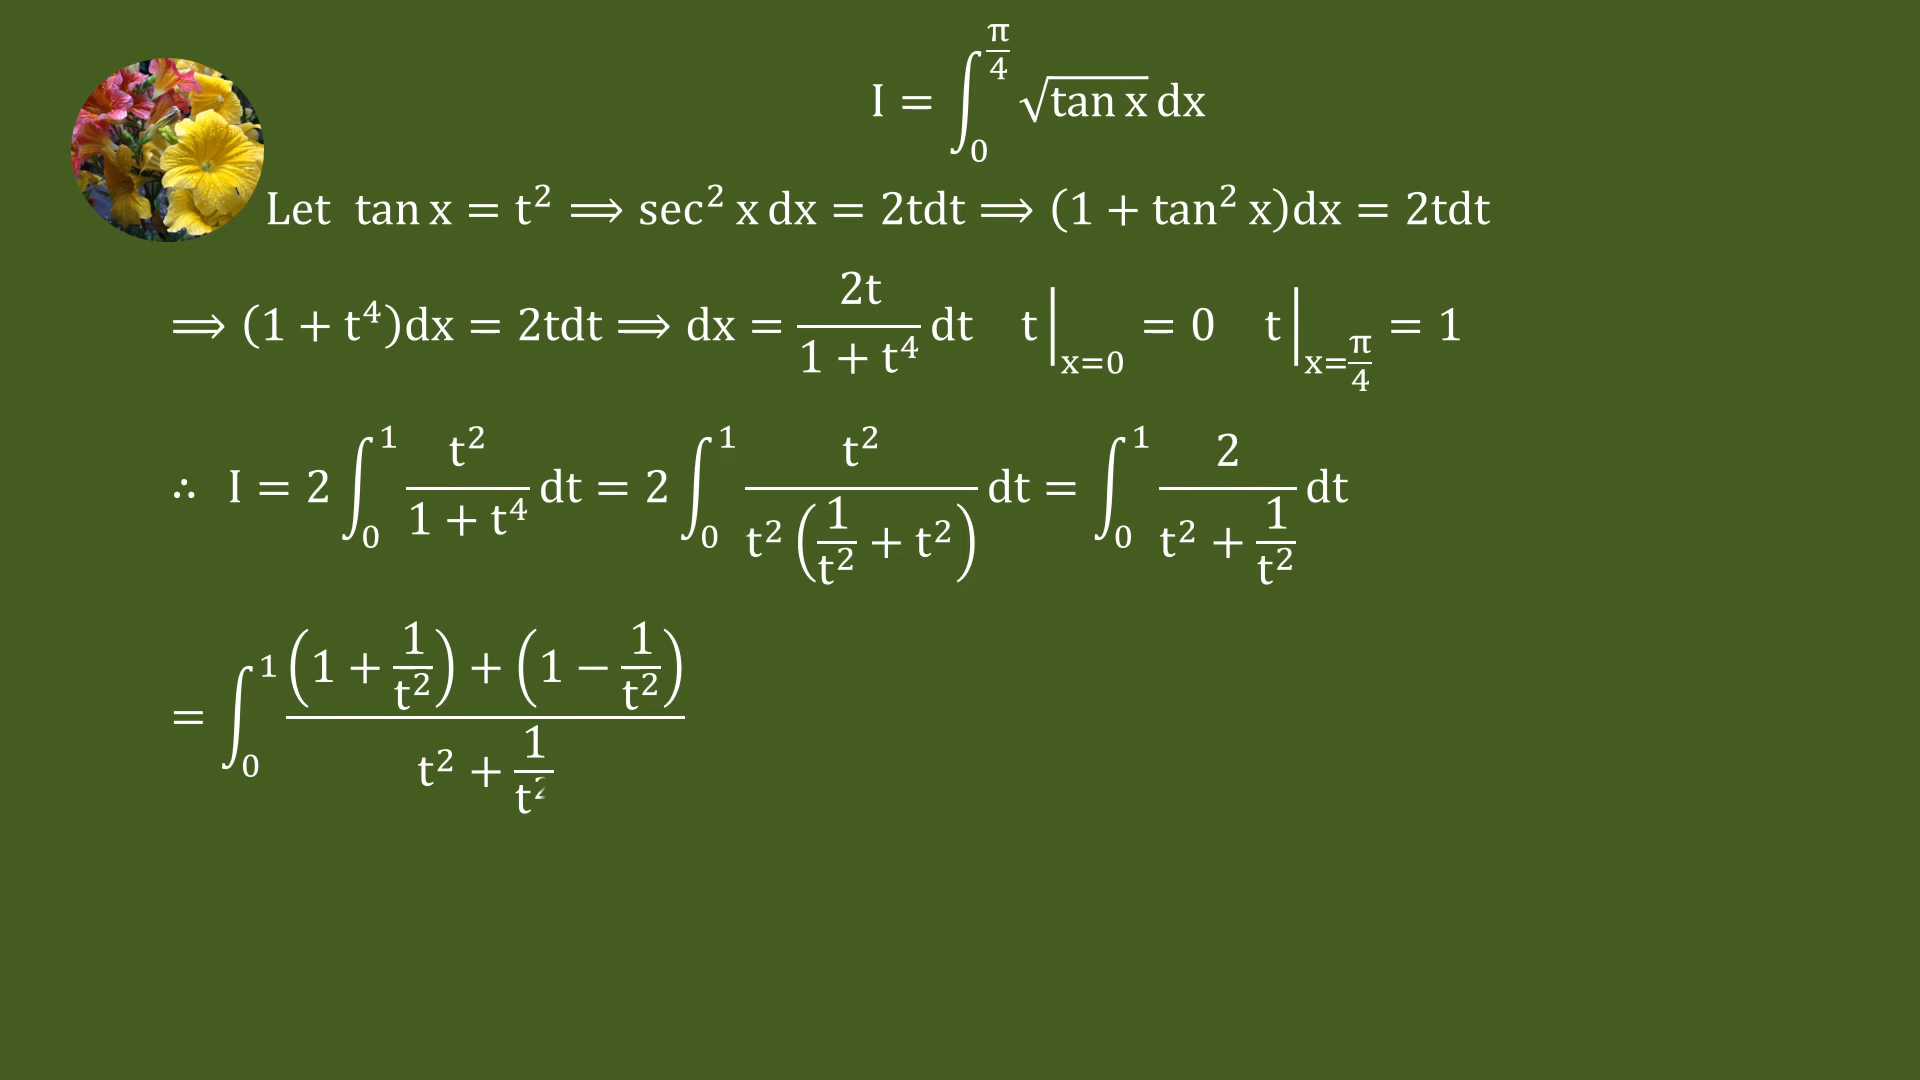 I = ∫₀^(π/4) √(tan x) dx
Let tan x = t² ⟹ sec² x dx = 2tdt ⟹ (1 + tan² x)dx = 2tdt
⟹ (1 + t⁴)dx = 2tdt ⟹ dx = 2t/(1 + t⁴) dt t|ₓ₌₀ = 0 t|_(x=π/4) = 1
∴ I = 2 ∫₀¹ t²/(1 + t⁴) dt = 2 ∫₀¹ t²/(t² (1/t² + t²)) dt = ∫₀¹ 2/(t² + 1/t²) dt
= ∫₀¹ ((1 + 1/t²) + (1 − 1/t²))/(t² + 1/t²)